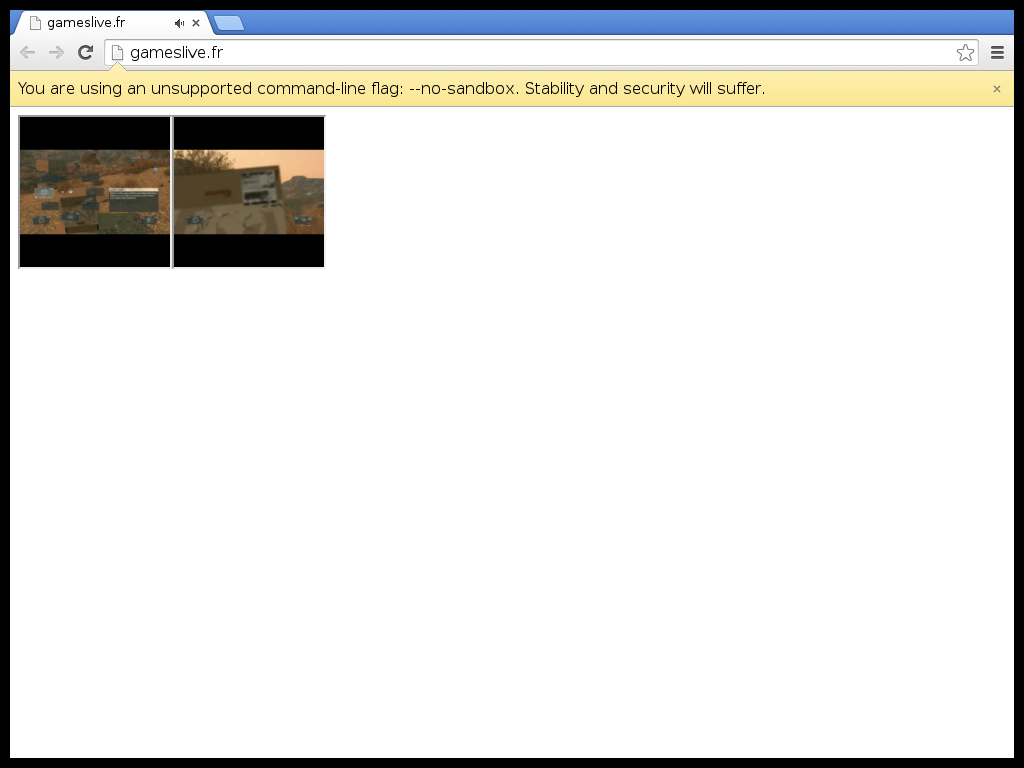 gameslive.fr
gameslive.fr
You are using an unsupported command-line flag: --no-sandbox. Stability and security will suffer.